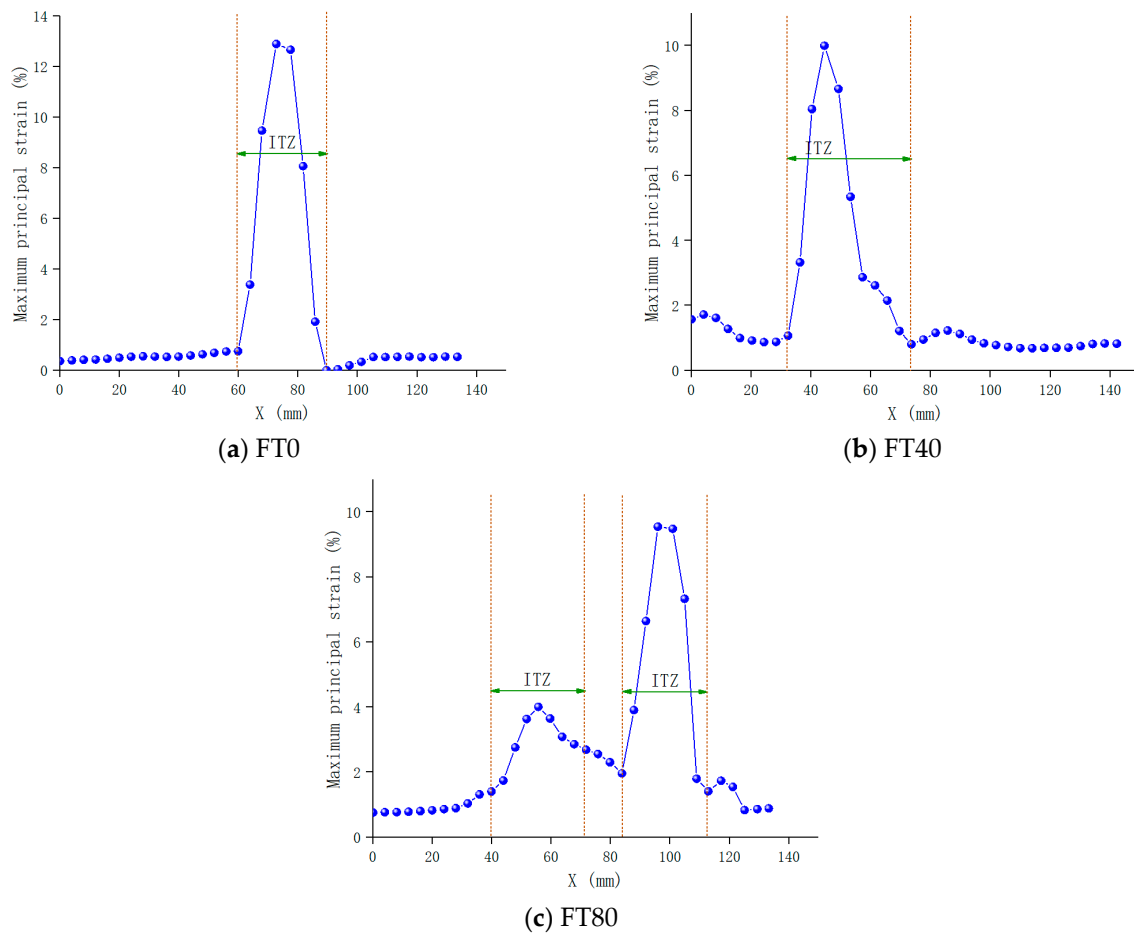 14
12
10
8
6
4
2
0
Maximum principal strain (%)
ITZ
0 20 40 60 80 100 120 140
X (mm)
(a) FT0
10
8
6
4
2
0
Maximum principal strain (%)
ITZ
0 20 40 60 80 100 120 140
X (mm)
(b) FT40
10
8
6
4
2
0
Maximum principal strain (%)
ITZ ITZ
0 20 40 60 80 100 120 140
X (mm)
(c) FT80